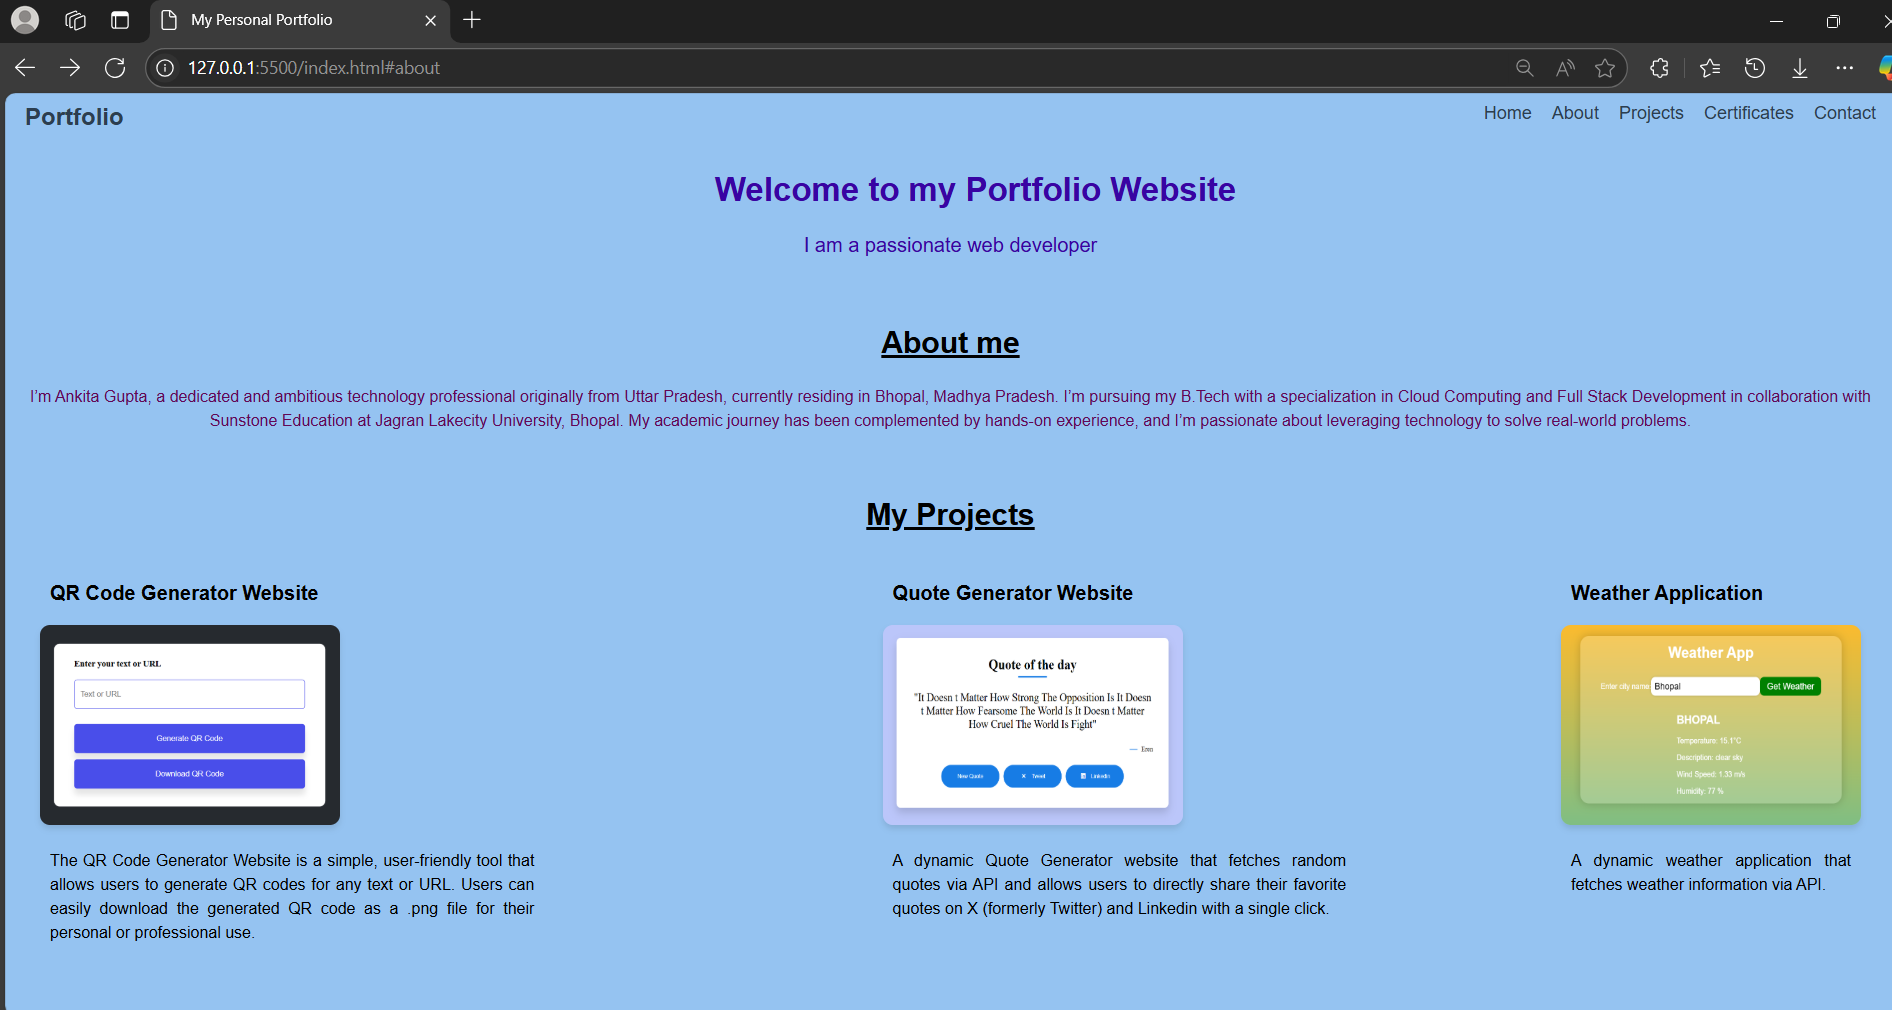 My Personal Portfolio
127.0.0.1:5500/index.html#about
Portfolio
Home About Projects Certificates Contact
Welcome to my Portfolio Website
I am a passionate web developer
About me
I’m Ankita Gupta, a dedicated and ambitious technology professional originally from Uttar Pradesh, currently residing in Bhopal, Madhya Pradesh. I’m pursuing my B.Tech with a specialization in Cloud Computing and Full Stack Development in collaboration with
Sunstone Education at Jagran Lakecity University, Bhopal. My academic journey has been complemented by hands-on experience, and I’m passionate about leveraging technology to solve real-world problems.
My Projects
QR Code Generator Website
Enter your text or URL
Text or URL
Generate QR Code
Download QR Code
The QR Code Generator Website is a simple, user-friendly tool that
allows users to generate QR codes for any text or URL. Users can
easily download the generated QR code as a .png file for their
personal or professional use.
Quote Generator Website
Quote of the day
"It Doesn t Matter How Strong The Opposition Is It Doesn
t Matter How Fearsome The World Is It Doesn t Matter
How Cruel The World Is Fight"
— Eren
New Quote Tweet Linkedin
A dynamic Quote Generator website that fetches random
quotes via API and allows users to directly share their favorite
quotes on X (formerly Twitter) and Linkedin with a single click.
Weather Application
Weather App
Enter city name: Bhopal Get Weather
BHOPAL
Temperature: 15.1°C
Description: clear sky
Wind Speed: 1.33 m/s
Humidity: 77 %
A dynamic weather application that
fetches weather information via API.